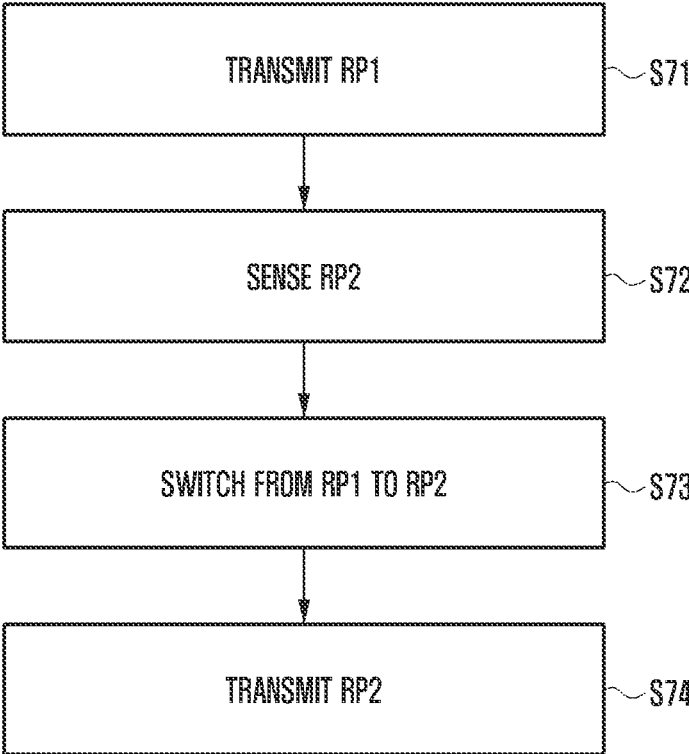 TRANSMIT RP1
S71
SENSE RP2
S72
SWITCH FROM RP1 TO RP2
S73
TRANSMIT RP2
S74